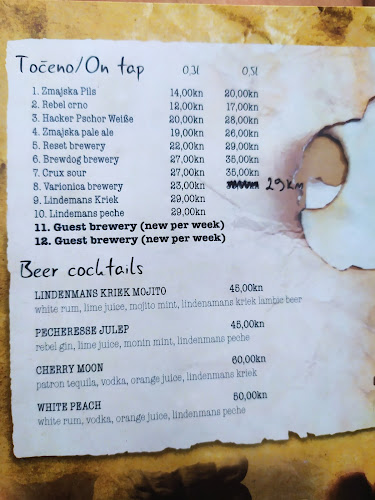 Točeno/On tap 0,3l 0,5l
1. Zmajska Pils 14,00kn 20,00kn
2. Rebel crno 12,00kn 17,00kn
3. Hacker Pschor Weiße 20,00kn 28,00kn
4. Zmajska pale ale 19,00kn 26,00kn
5. Reset brewery 22,00kn 29,00kn
6. Brewdog brewery 27,00kn 35,00kn
7. Crux sour 27,00kn 35,00kn
8. Varionica brewery 23,00kn 29kn
9. Lindemans Kriek 29,00kn
10. Lindemans peche 29,00kn
11. Guest brewery (new per week)
12. Guest brewery (new per week)
Beer cocktails
LINDENMANS KRIEK MOJITO 45,00kn
white rum, lime juice, mojito mint, lindenamans kriek lambic beer
PECHERESSE JULEP 45,00kn
rebel gin, lime juice, monin mint, lindenmans peche
CHERRY MOON 60,00kn
patron tequila, vodka, orange juice, lindenmans kriek
WHITE PEACH 50,00kn
white rum, vodka, orange juice, lindenmans peche